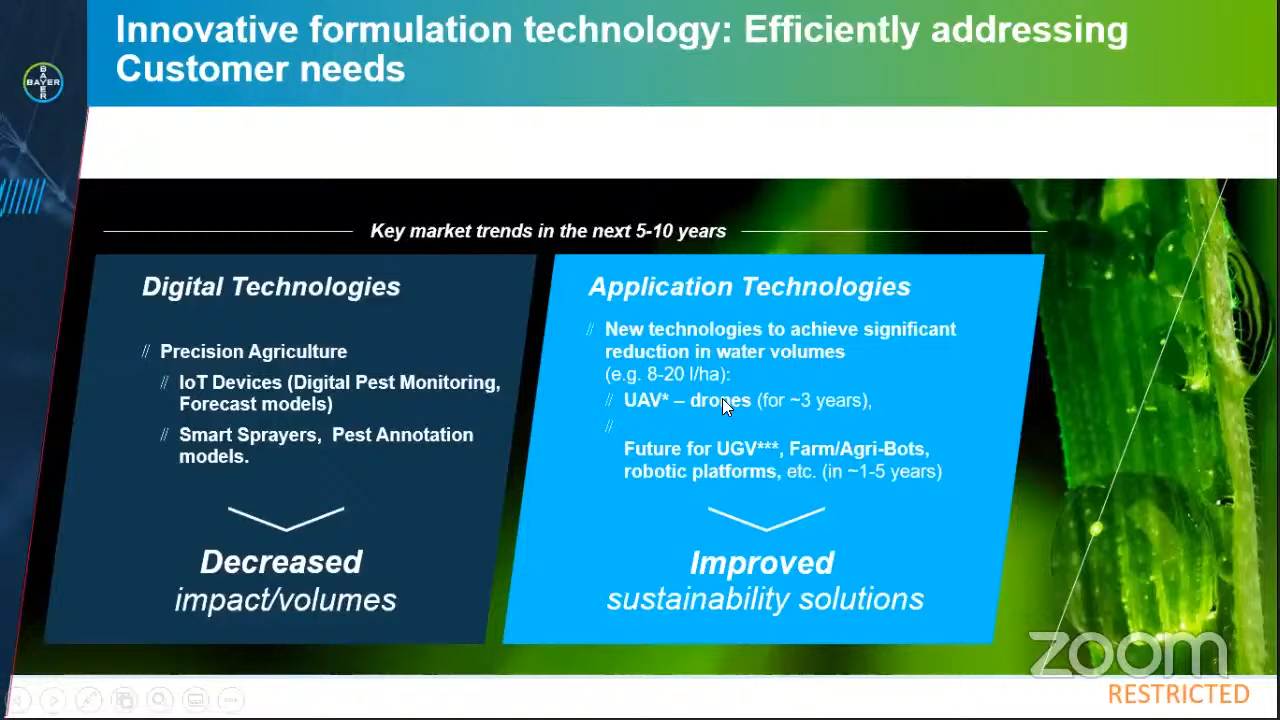 Innovative formulation technology: Efficiently addressing
Customer needs
BAYER
BAYER
Key market trends in the next 5-10 years
Digital Technologies
// Precision Agriculture
// IoT Devices (Digital Pest Monitoring,
Forecast models)
// Smart Sprayers, Pest Annotation
models.
Decreased
impact/volumes
Application Technologies
// New technologies to achieve significant
reduction in water volumes
(e.g. 8-20 l/ha):
// UAV* – drones (for ~3 years),
//
Future for UGV***, Farm/Agri-Bots,
robotic platforms, etc. (in ~1-5 years)
Improved
sustainability solutions
zoom
RESTRICTED